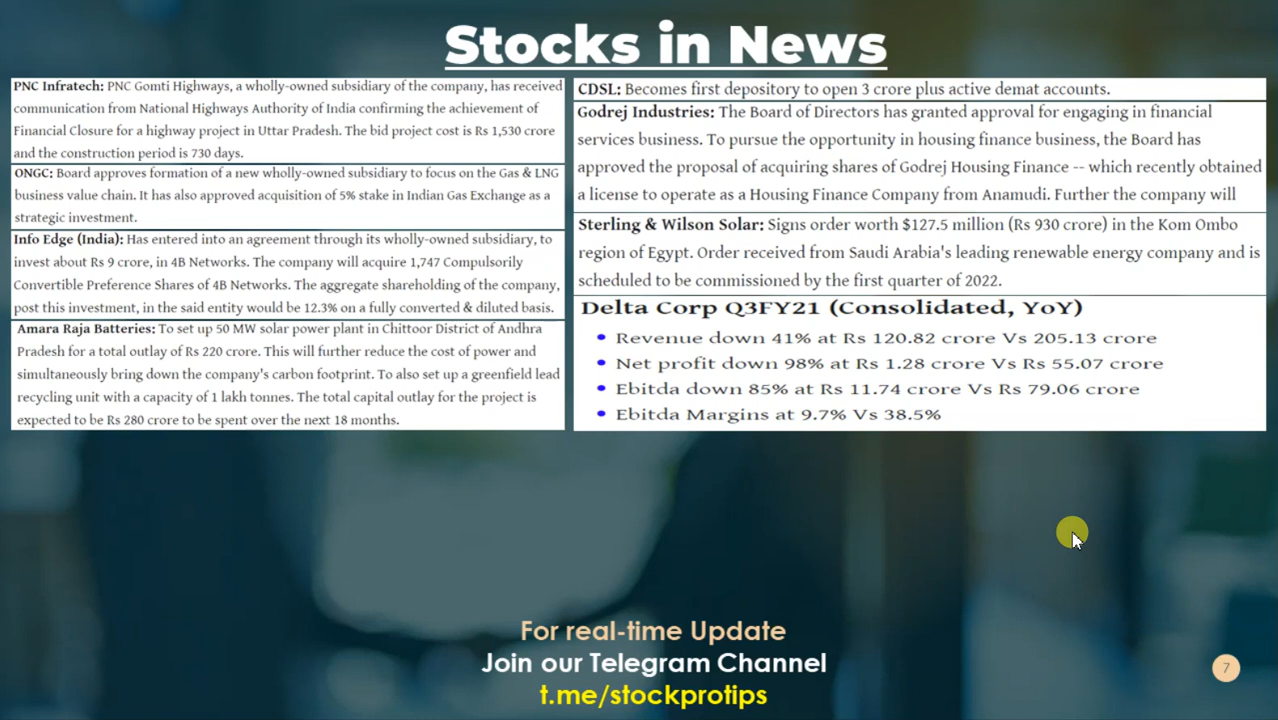 Stocks in News
PNC Infratech: PNC Gomti Highways, a wholly-owned subsidiary of the company, has received
communication from National Highways Authority of India confirming the achievement of
Financial Closure for a highway project in Uttar Pradesh. The bid project cost is Rs 1,530 crore
and the construction period is 730 days.
ONGC: Board approves formation of a new wholly-owned subsidiary to focus on the Gas & LNG
business value chain. It has also approved acquisition of 5% stake in Indian Gas Exchange as a
strategic investment.
Info Edge (India): Has entered into an agreement through its wholly-owned subsidiary, to
invest about Rs 9 crore, in 4B Networks. The company will acquire 1,747 Compulsorily
Convertible Preference Shares of 4B Networks. The aggregate shareholding of the company,
post this investment, in the said entity would be 12.3% on a fully converted & diluted basis.
Amara Raja Batteries: To set up 50 MW solar power plant in Chittoor District of Andhra
Pradesh for a total outlay of Rs 220 crore. This will further reduce the cost of power and
simultaneously bring down the company's carbon footprint. To also set up a greenfield lead
recycling unit with a capacity of 1 lakh tonnes. The total capital outlay for the project is
expected to be Rs 280 crore to be spent over the next 18 months.
CDSL: Becomes first depository to open 3 crore plus active demat accounts.
Godrej Industries: The Board of Directors has granted approval for engaging in financial
services business. To pursue the opportunity in housing finance business, the Board has
approved the proposal of acquiring shares of Godrej Housing Finance -- which recently obtained
a license to operate as a Housing Finance Company from Anamudi. Further the company will
Sterling & Wilson Solar: Signs order worth $127.5 million (Rs 930 crore) in the Kom Ombo
region of Egypt. Order received from Saudi Arabia's leading renewable energy company and is
scheduled to be commissioned by the first quarter of 2022.
Delta Corp Q3FY21 (Consolidated, YoY)
• Revenue down 41% at Rs 120.82 crore Vs 205.13 crore
• Net profit down 98% at Rs 1.28 crore Vs Rs 55.07 crore
• Ebitda down 85% at Rs 11.74 crore Vs Rs 79.06 crore
• Ebitda Margins at 9.7% Vs 38.5%
For real-time Update
Join our Telegram Channel
t.me/stockprotips
7